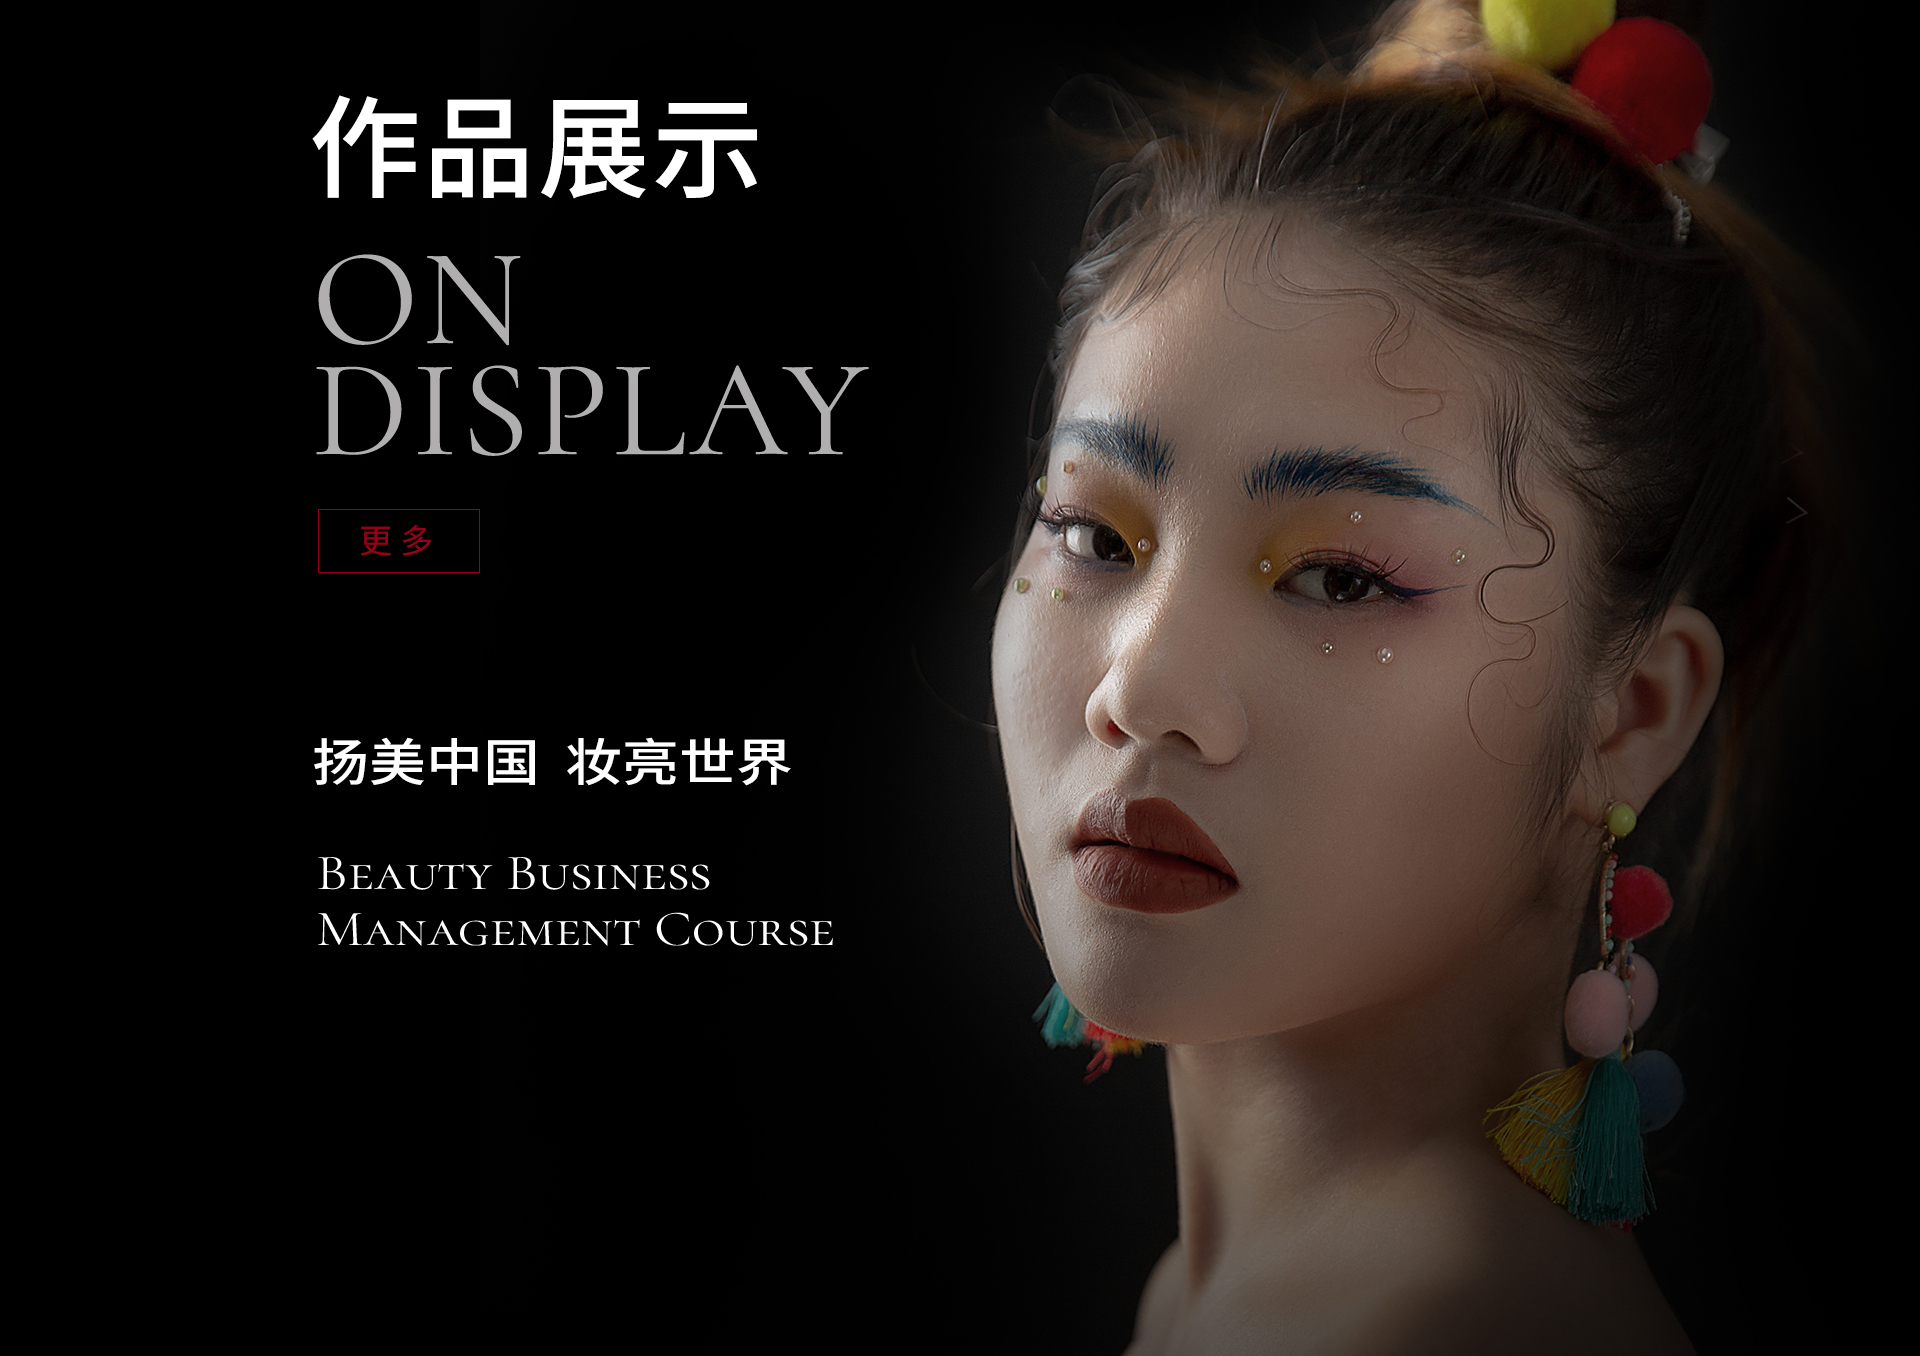 作品展示
ON
DISPLAY
更多
扬美中国 妆亮世界
Beauty Business
Management Course